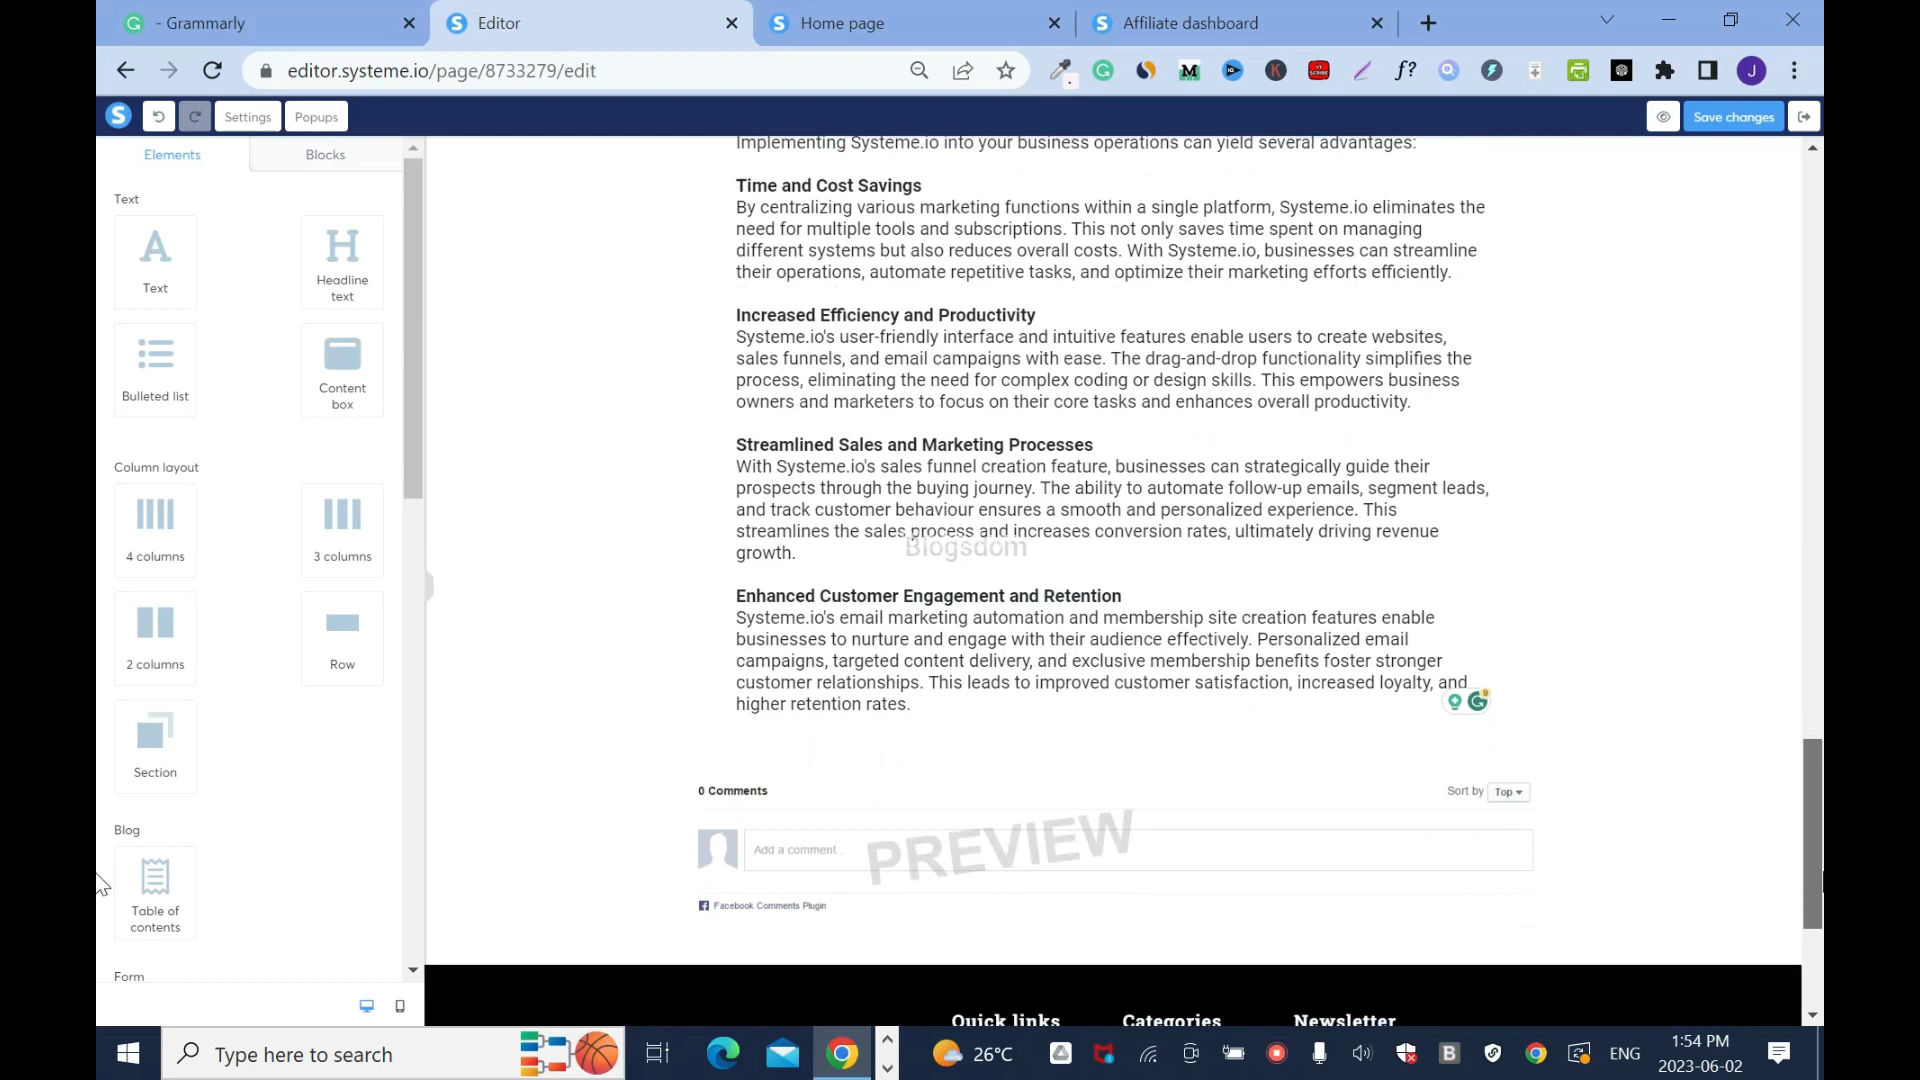 - Grammarly
Editor
Home page
Affiliate dashboard
editor.systeme.io/page/8733279/edit
Settings
Popups
Save changes
Elements
Blocks
Text
Text
Headline
text
Bulleted list
Content
box
Column layout
4 columns
3 columns
2 columns
Row
Section
Blog
Table of
contents
Form
Implementing Systeme.io into your business operations can yield several advantages:
Time and Cost Savings
By centralizing various marketing functions within a single platform, Systeme.io eliminates the
need for multiple tools and subscriptions. This not only saves time spent on managing
different systems but also reduces overall costs. With Systeme.io, businesses can streamline
their operations, automate repetitive tasks, and optimize their marketing efforts efficiently.
Increased Efficiency and Productivity
Systeme.io's user-friendly interface and intuitive features enable users to create websites,
sales funnels, and email campaigns with ease. The drag-and-drop functionality simplifies the
process, eliminating the need for complex coding or design skills. This empowers business
owners and marketers to focus on their core tasks and enhances overall productivity.
Streamlined Sales and Marketing Processes
With Systeme.io's sales funnel creation feature, businesses can strategically guide their
prospects through the buying journey. The ability to automate follow-up emails, segment leads,
and track customer behaviour ensures a smooth and personalized experience. This
streamlines the sales process and increases conversion rates, ultimately driving revenue
growth.
Blogsdom
Enhanced Customer Engagement and Retention
Systeme.io's email marketing automation and membership site creation features enable
businesses to nurture and engage with their audience effectively. Personalized email
campaigns, targeted content delivery, and exclusive membership benefits foster stronger
customer relationships. This leads to improved customer satisfaction, increased loyalty, and
higher retention rates.
0 Comments
Sort by Top
Add a comment...
PREVIEW
Facebook Comments Plugin
Quick links
Categories
Newsletter
Type here to search
26°C
ENG
1:54 PM
2023-06-02